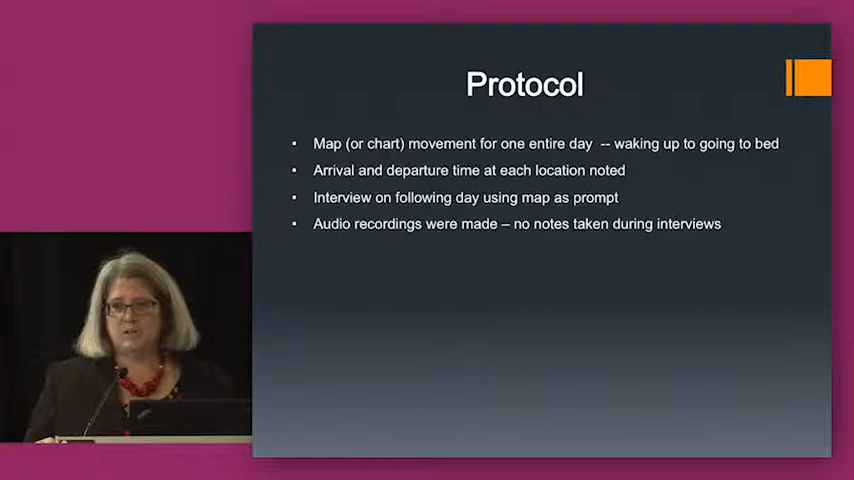 Protocol
• Map (or chart) movement for one entire day -- waking up to going to bed
• Arrival and departure time at each location noted
• Interview on following day using map as prompt
• Audio recordings were made – no notes taken during interviews